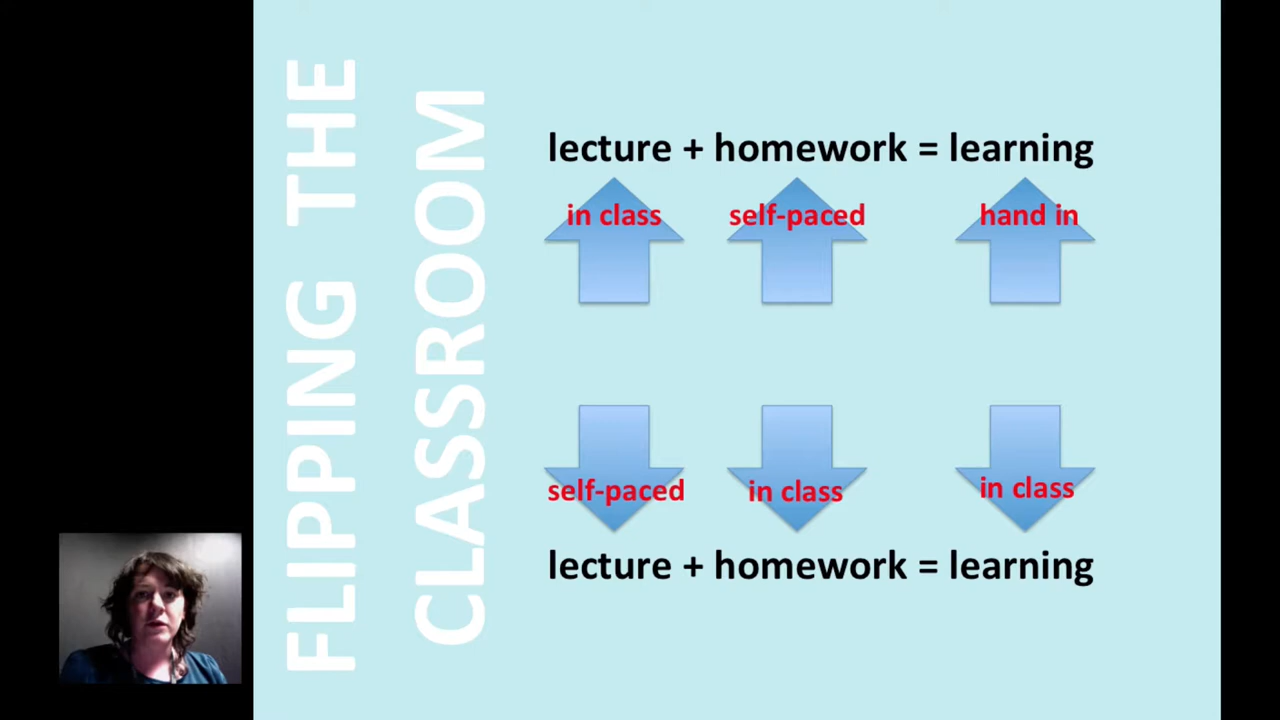 FLIPPING THE
CLASSROOM
lecture + homework = learning
in class self-paced hand in
self-paced in class in class
lecture + homework = learning